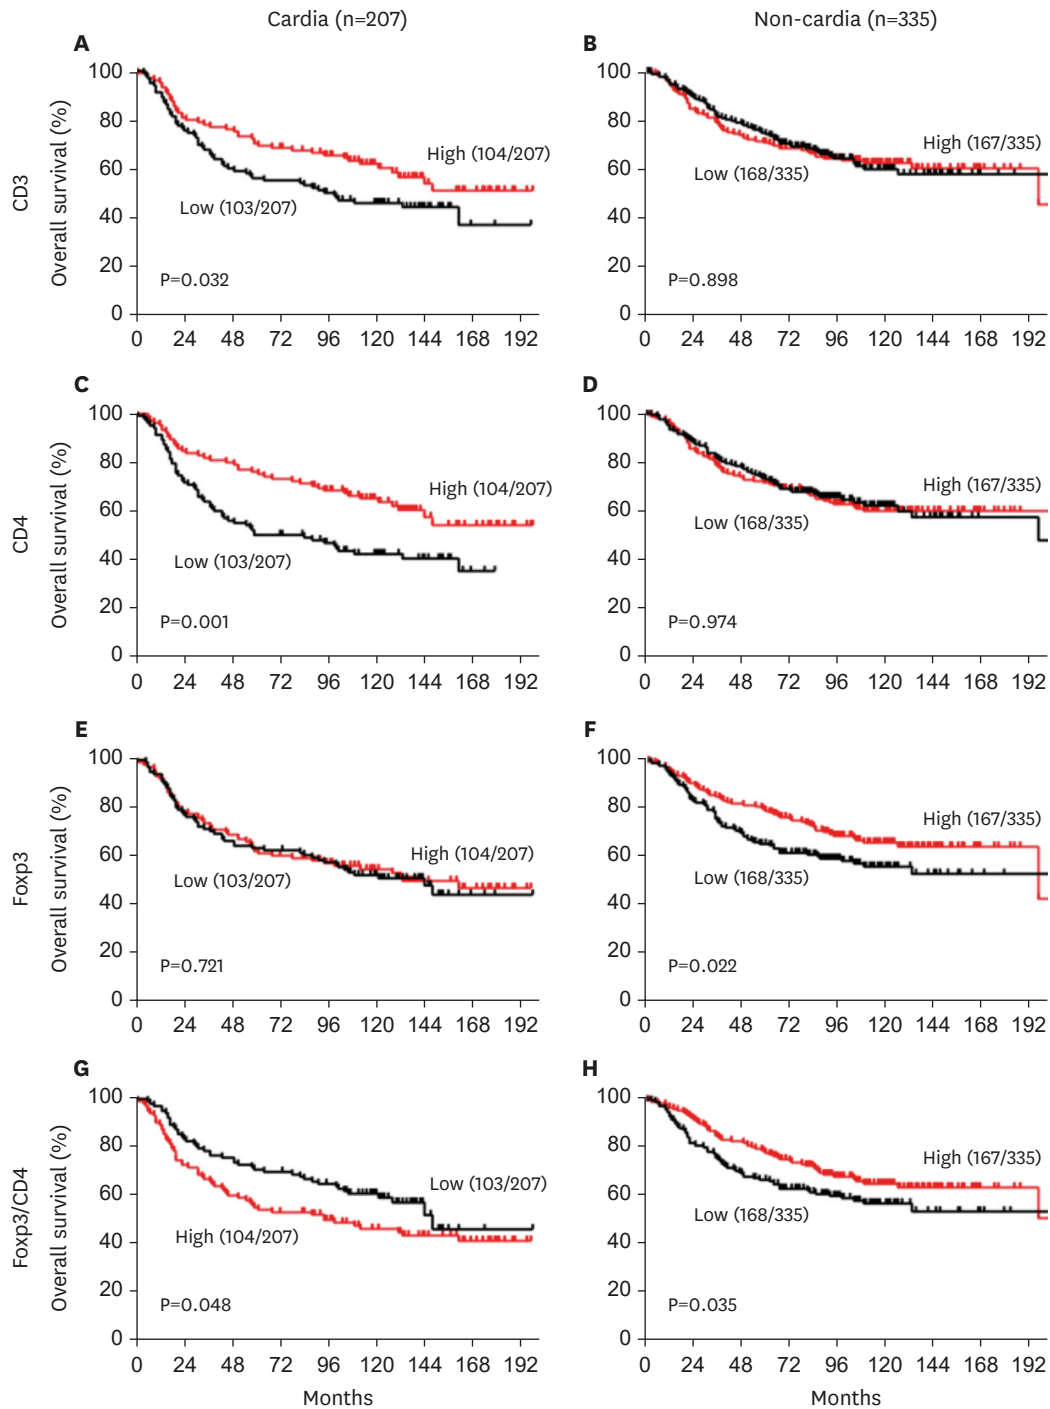 Cardia (n=207)
Non-cardia (n=335)
A
CD3
Overall survival (%)
100
80
60
40
20
0
High (104/207)
Low (103/207)
P=0.032
0 24 48 72 96 120 144 168 192
B
100
80
60
40
20
0
High (167/335)
Low (168/335)
P=0.898
0 24 48 72 96 120 144 168 192
C
CD4
Overall survival (%)
100
80
60
40
20
0
High (104/207)
Low (103/207)
P=0.001
0 24 48 72 96 120 144 168 192
D
100
80
60
40
20
0
High (167/335)
Low (168/335)
P=0.974
0 24 48 72 96 120 144 168 192
E
Foxp3
Overall survival (%)
100
80
60
40
20
0
High (104/207)
Low (103/207)
P=0.721
0 24 48 72 96 120 144 168 192
F
100
80
60
40
20
0
High (167/335)
Low (168/335)
P=0.022
0 24 48 72 96 120 144 168 192
G
Foxp3/CD4
Overall survival (%)
100
80
60
40
20
0
Low (103/207)
High (104/207)
P=0.048
0 24 48 72 96 120 144 168 192
Months
H
100
80
60
40
20
0
High (167/335)
Low (168/335)
P=0.035
0 24 48 72 96 120 144 168 192
Months